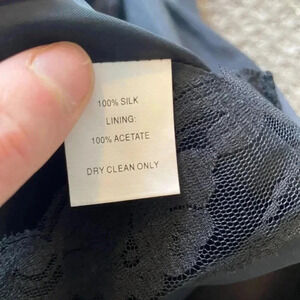 100% SILK
LINING:
100% ACETATE
DRY CLEAN ONLY